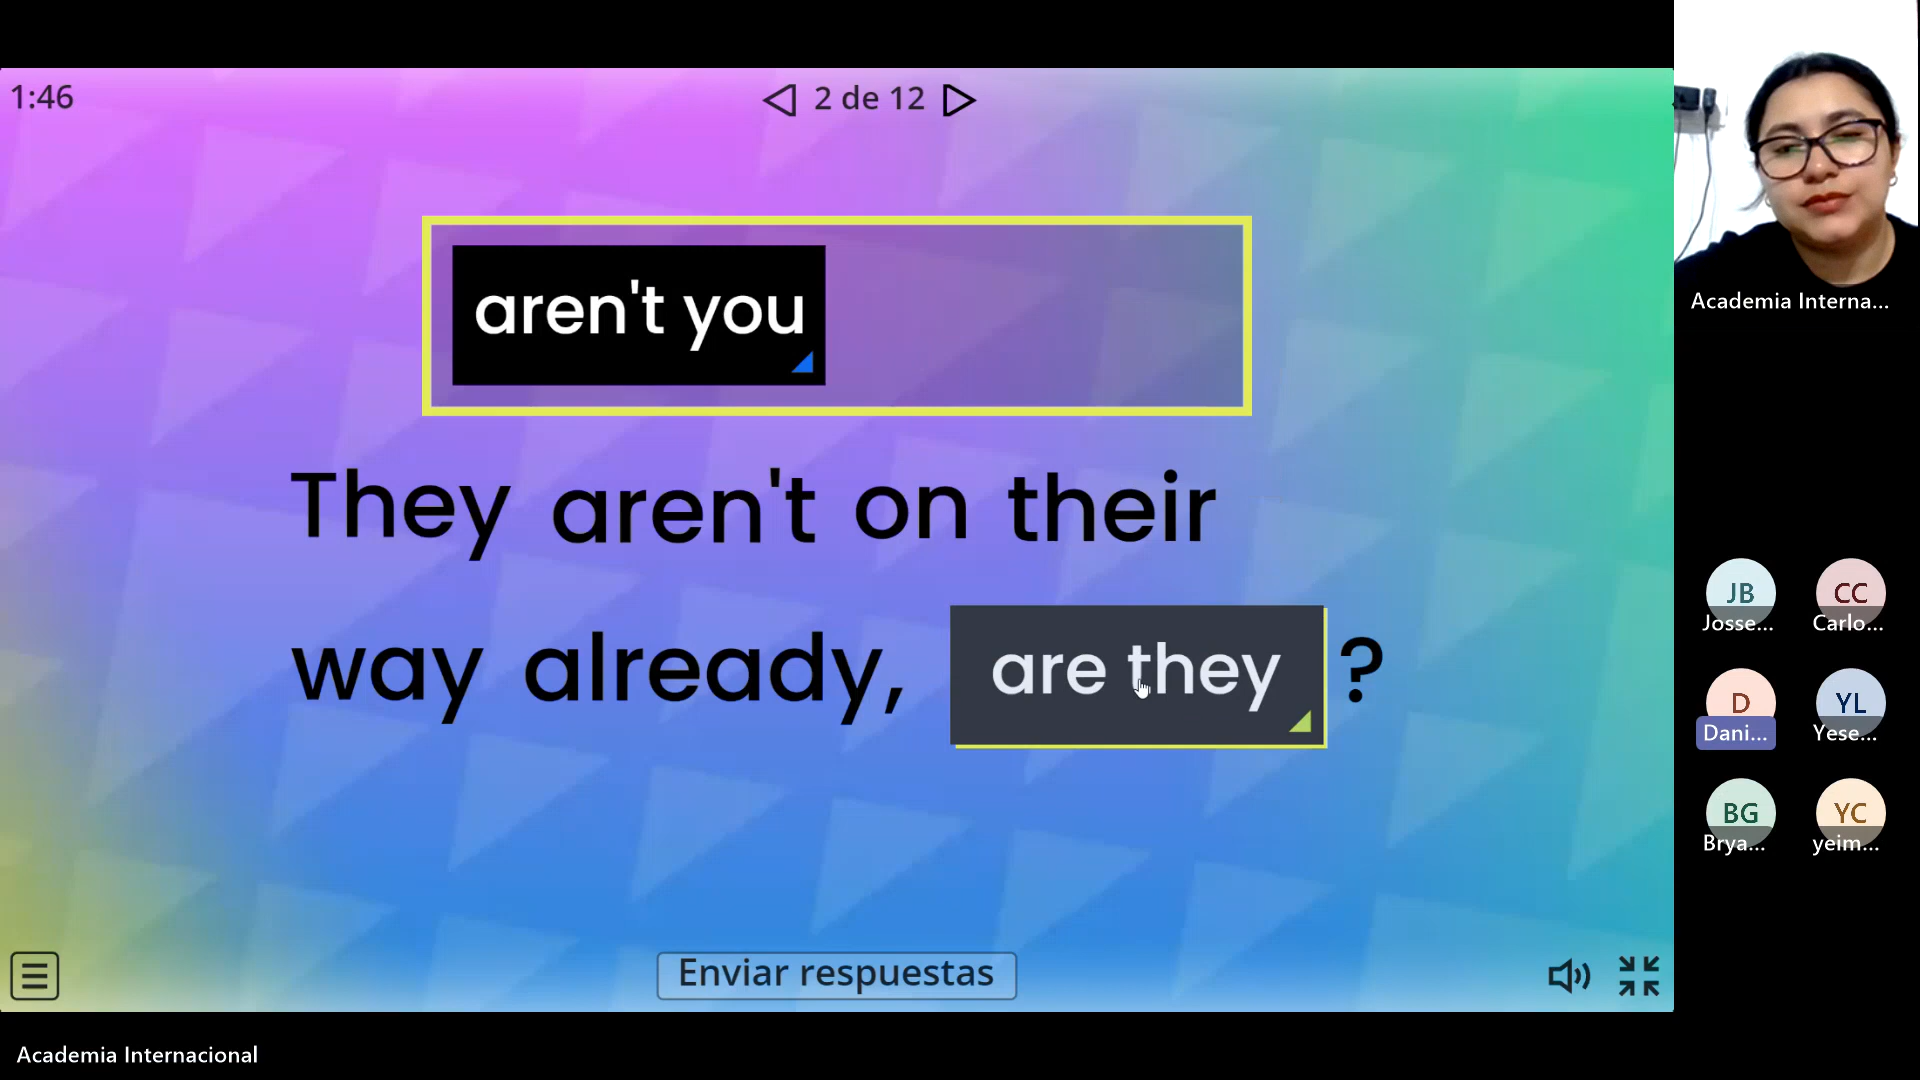 1:46
2 de 12
aren't you
They aren't on their
way already, are they ?
Enviar respuestas
Academia Interna...
JB
Josse...
CC
Carlo...
D
Dani...
YL
Yese...
BG
Brya...
YC
yeim...
Academia Internacional